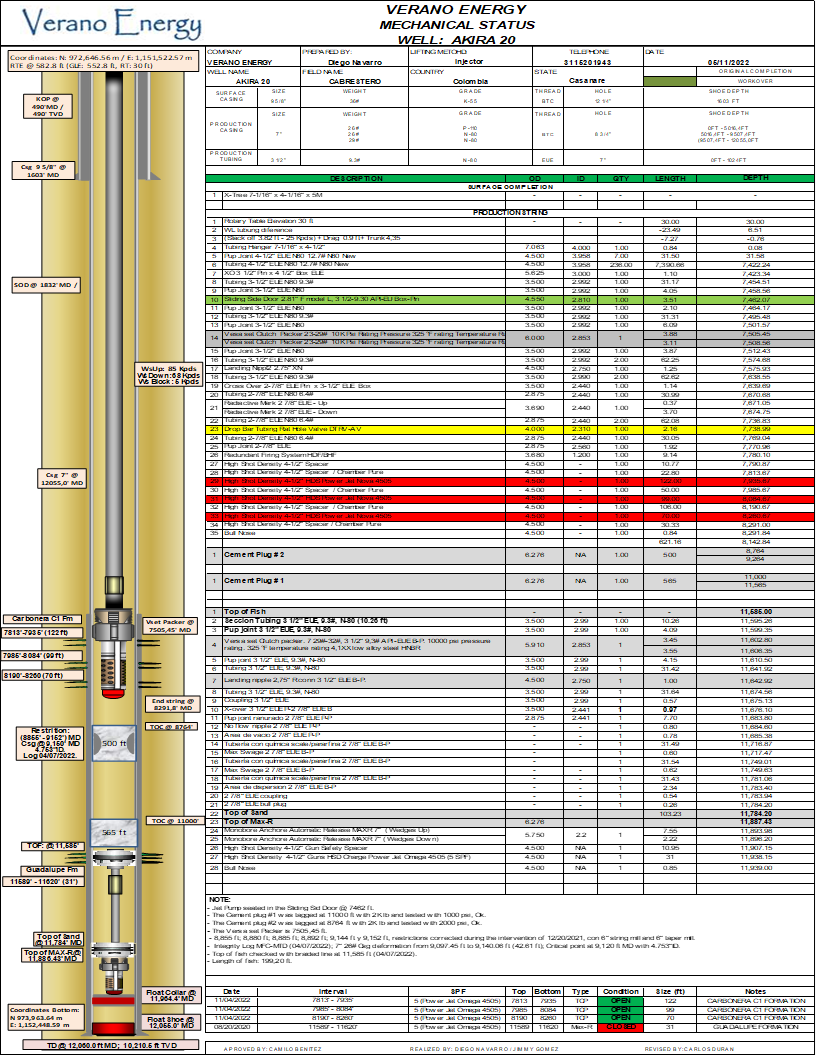 Verano Energy
VERANO ENERGY
MECHANICAL STATUS
WELL: AKIRA 20
Coordinates: N: 972,646.56 m / E: 1,151,522.57 m
RTE @ 582.8 ft (GLE: 552.8 ft, RT: 30 ft)
COMPANY PREPARED BY: LIFTING METOHD TELEPHONE DATE
VERANO ENERGY Diego Navarro Injector 3115201943 05/11/2022
WELL NAME FIELD NAME COUNTRY STATE ORIGINAL COMPLETION
AKIRA 20 CABRESTERO Colombia Casanare WORKOVER
SURFACE CASING SIZE WEIGHT GRADE THREAD HOLE SHOE DEPTH
9 5/8" 36# K-55 BTC 12 1/4" 1603 FT
PRODUCTION CASING SIZE WEIGHT GRADE THREAD HOLE SHOE DEPTH
7" 26# 26# 29# P-110 N-80 N-80 BTC 8 3/4"
PRODUCTION TUBING 3 1/2" 9.3# N-80 EUE 7" 0FT - 1024FT
KOP @
490'MD /
490' TVD
Csg 9 5/8" @
1603' MD
SOD @ 1832' MD /
WsUp: 85 Kpds
Ws Down: 68 Kpds
Ws Block: 5 Kpds
Csg 7" @
12055,0' MD
Carbonera C1 Fm
7813'-7935' (122 ft)
7985'-8084' (99 ft)
8190'-8260 (70 ft)
Vset Packer @
7505,45' MD
End string @
8291,8' MD
TOC @ 8764'
Restrition:
(8855' - 9152') MD
Csg @ 9,150' MD
4.753"ID.
Log 04/07/2022.
500 ft
TOC @ 11000'
565 ft
TOF: @ 11,585'
Guadalupe Fm
11589' - 11620' (31')
Top of Sand
@ 11,784' MD
Top of MAX-R@
11,886.43' MD
Float Collar @
11,964.4' MD
Float Shoe @
12,055.0' MD
Coordinates Bottom:
N 973,963.64 m
E: 1,152,448.59 m
TD @ 12,060.0 ft MD; 10,210.5 ft TVD
DESCRIPTION OD ID QTY LENGTH DEPTH
SURFACE COMPLETION
1 X-Tree 7-1/16" x 4-1/16" x 5M - - - -
PRODUCTION STRING
1 Rotary Table Elevation 30 ft - - - 30.00 30.00
2 WL tubung diference -23.49 6.51
3 (Slack off 3.82 ft - 25 Kpds) + Drag 0.9 ft+ Trunk 4,35 -7.27 -0.76
4 Tubing Hanger 7-1/16" x 4-1/2" 7.063 4.000 1.00 0.84 0.08
5 Pup Joint 4-1/2" EUE N80 12.7# N80 New 4.500 3.958 7.00 31.50 31.58
6 Tubing 4-1/2" EUE N80 12.7# N80 New 4.500 3.958 236.00 7,390.66 7,422.24
7 XO 3 1/2" Pin x 4 1/2" Box EUE 5.625 3.000 1.00 1.10 7,423.34
8 Tubing 3-1/2" EUE N80 9.3# 3.500 2.992 1.00 31.17 7,454.51
9 Pup Joint 3-1/2" EUE N80 3.500 2.992 1.00 4.05 7,458.56
10 Sliding Side Door 2.81" F model L, 3 1/2-9.30 API-EU Box-Pin 4.550 2.810 1.00 3.51 7,462.07
11 Pup Joint 3-1/2" EUE N80 3.500 2.992 1.00 2.10 7,464.17
12 Tubing 3-1/2" EUE N80 9.3# 3.500 2.992 1.00 31.31 7,495.48
13 Pup Joint 3-1/2" EUE N80 3.500 2.992 1.00 6.09 7,501.57
14 Versa set Clutch Packer 23-29# 10K Psi Rating Pressure 325 °F rating Temperature 6.000 2.853 1 3.88 7,505.45
Versa set Clutch Packer 23-29# 10K Psi Rating Pressure 325 °F rating Temperature 3.11 7,508.56
15 Pup Joint 3-1/2" EUE N80 3.500 2.992 1.00 3.87 7,512.43
16 Tubing 3-1/2" EUE N80 9.3# 3.500 2.992 2.00 62.25 7,574.68
17 Landing Nipple 2.75" XN 4.500 2.750 1.00 1.25 7,575.93
18 Tubing 3-1/2" EUE N80 9.3# 3.500 2.992 2.00 62.62 7,638.55
19 Cross Over 2-7/8" EUE Pin x 3-1/2" EUE Box 3.500 2.440 1.00 1.14 7,639.69
20 Tubing 2-7/8" EUE N80 6.4# 2.875 2.440 1.00 30.99 7,670.68
21 Radioactive Mark 2 7/8" EUE - Up 3.690 2.440 1.00 0.37 7,671.05
Radioactive Mark 2 7/8" EUE - Down 3.70 7,674.75
22 Tubing 2-7/8" EUE N80 6.4# 2.875 2.440 2.00 62.08 7,736.83
23 Drop Bar Tubing Flat Hole Valve DFRV-AV 4.000 2.310 1.00 2.16 7,738.99
24 Tubing 2-7/8" EUE N80 6.4# 2.875 2.440 1.00 30.05 7,769.04
25 Pup Joint 2-7/8" EUE 2.875 2.560 1.00 1.92 7,770.96
26 Redundant Firing System HDF/BHF 3.680 1.200 1.00 9.14 7,780.10
27 High Shot Density 4-1/2" Spacer 4.500 - 1.00 10.77 7,790.87
28 High Shot Density 4-1/2" Spacer / Chamber Pure 4.500 - 1.00 22.80 7,813.67
29 High Shot Density 4-1/2" HDS Power Jet Nova 4505 4.500 - 1.00 122.00
30 High Shot Density 4-1/2" Spacer / Chamber Pure 4.500 - 1.00 50.00 7,985.67
31 High Shot Density 4-1/2" HDS Power Jet Nova 4505 4.500 - 1.00 99.00
32 High Shot Density 4-1/2" Spacer / Chamber Pure 4.500 - 1.00 106.00 8,190.67
33 High Shot Density 4-1/2" HDS Power Jet Nova 4505 4.500 - 1.00 70.00
34 High Shot Density 4-1/2" Spacer / Chamber Pure 4.500 - 1.00 30.33 8,291.00
35 Bull Nose 4.500 - 1.00 0.84 8,291.84
621.16 8,142.84
1 Cement Plug # 2 6.276 N/A 1.00 500 8,764
9,264
1 Cement Plug # 1 6.276 N/A 1.00 565 11,000
11,565
1 Top of Fish - - - - 11,585.00
2 Seccion Tubing 3 1/2" EUE, 9.3#, N-80 (10.26 ft) 3.500 2.99 1.00 10.26 11,595.26
3 Pup joint 3 1/2" EUE, 9.3#, N-80 3.500 2.99 1.00 4.09 11,599.35
4 Versa set Clutch packer. 7 29#-32#, 3 1/2" 9,3# API-EUE B-P. 10000 psi pressure 5.910 2.853 1 3.45 11,602.80
rating. 325 °F temperature rating 4,1XX low alloy steel HNBR 3.55 11,606.35
5 Pup joint 3 1/2" EUE, 9.3#, N-80 3.500 2.99 1 4.15 11,610.50
6 Tubing 3 1/2" EUE, 9.3#, N-80 3.500 2.99 1 31.42 11,641.92
7 Landing nipple 2,75" R conn 3 1/2" EUE B-P. 4.500 2.750 1 1.00 11,642.92
8 Tubing 3 1/2" EUE, 9.3#, N-80 3.500 2.99 1 31.64 11,674.56
9 Coupling 3 1/2" EUE 3.500 2.99 1 0.57 11,675.13
10 X-over 3 1/2" EUE P-2 7/8" EUE B 3.500 2.441 1 0.97 11,676.10
11 Pup joint ranurado 2 7/8" EUE P-P 2.875 2.441 1 7.70 11,683.80
12 No flow nipple 2 7/8" EUE P-P - - 1 0.80 11,684.60
13 Area de vacio 2 7/8" EUE P-P - - 1 0.78 11,685.38
14 Tuberia con quimica scale/parafina 2 7/8" EUE B-P - - 1 31.49 11,716.87
15 Max Swage 2 7/8" EUE B-P - - 1 0.60 11,717.47
16 Tuberia con quimica scale/parafina 2 7/8" EUE B-P - - 1 31.54 11,749.01
17 Max Swage 2 7/8" EUE B-P - - 1 0.62 11,749.63
18 Tuberia con quimica scale/parafina 2 7/8" EUE B-P - - 1 31.43 11,781.06
19 Area de dispersion 2 7/8" EUE B-P - - 1 2.34 11,783.40
20 2 7/8" EUE coupling - - 1 0.54 11,783.94
21 2 7/8" EUE bull plug - - 1 0.26 11,784.20
22 Top of Sand 103.23 11,784.20
23 Top of Max-R 6.276 11,887.43
24 Monobore Anchore Automatic Release MAXR 7" ( Wedges Up) 5.750 2.2 1 7.55 11,893.98
25 Monobore Anchore Automatic Release MAXR 7" ( Wedges Down) 2.22 11,896.20
26 High Shot Density 4-1/2" Gun Safety Spacer 4.500 N/A 1 10.95 11,907.15
27 High Shot Density 4-1/2" Guns HSD Charge Power Jet Omega 4505 (5 SPF) 4.500 N/A 1 31 11,938.15
28 Bull Nose 4.500 N/A 1 0.85 11,939.00
NOTE:
- Jet Pump seated in the Sliding Sid Door @ 7462 ft.
- The Cement plug #1 was tagged at 11000 ft with 2K lb and tested with 1000 psi, Ok.
- The Cement plug #2 was tagged at 8764 ft with 2K lb and tested with 2000 psi, Ok.
- The Versa set Packer is 7505,45 ft.
- 8,855 ft; 8,880 ft; 8,885 ft; 8,892 ft; 9,144 ft y 9,152 ft, restrictions corrected during the intervention of 12/20/2021, con 6" string mill and 6" taper mill.
- Integrity Log MFC-MTD (04/07/2022), 7" 26# Csg deformation from 9,097.45 ft to 9,140.06 ft (42.61 ft); Critical point at 9,120 ft MD with 4.753"ID.
- Top of fish checked with braided line at 11,585 ft (04/07/2022).
- Length of fish: 199,20 ft.
Date Interval SPF Top Bottom Type Condition Size (ft) Notes
11/04/2022 7813' - 7935' 5 (Power Jet Omega 4505) 7813 7935 TCP OPEN 122 CARBONERA C1 FORMATION
11/04/2022 7985' - 8084' 5 (Power Jet Omega 4505) 7985 8084 TCP OPEN 99 CARBONERA C1 FORMATION
11/04/2022 8190' - 8260' 5 (Power Jet Omega 4505) 8190 8260 TCP OPEN 70 CARBONERA C1 FORMATION
08/20/2020 11589' - 11620' 5 (Power Jet Omega 4505) 11589 11620 Max-R CLOSED 31 GUADALUPE FORMATION
APROVED BY: CAMILO BENITEZ REALIZED BY: DIEGO NAVARRO / JIMMY GOMEZ REVISED BY: CARLOS DURAN